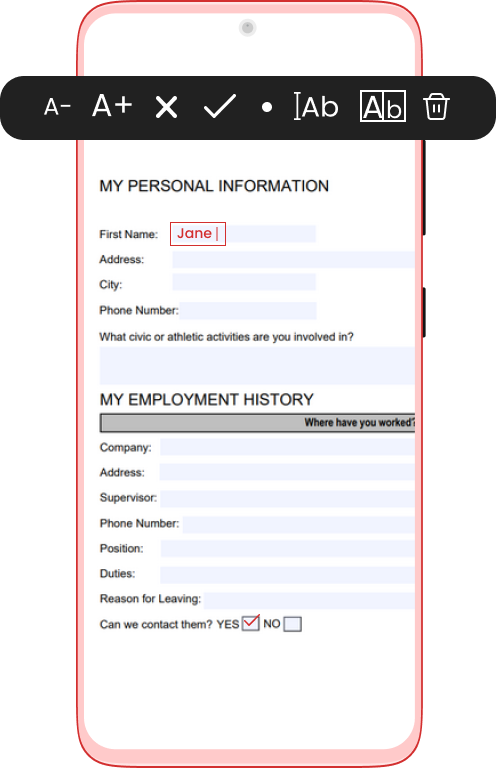 A- A+ Ab Ab
MY PERSONAL INFORMATION
First Name: Jane
Address:
City:
Phone Number:
What civic or athletic activities are you involved in?
MY EMPLOYMENT HISTORY
Where have you worked?
Company:
Address:
Supervisor:
Phone Number:
Position:
Duties:
Reason for Leaving:
Can we contact them? YES NO